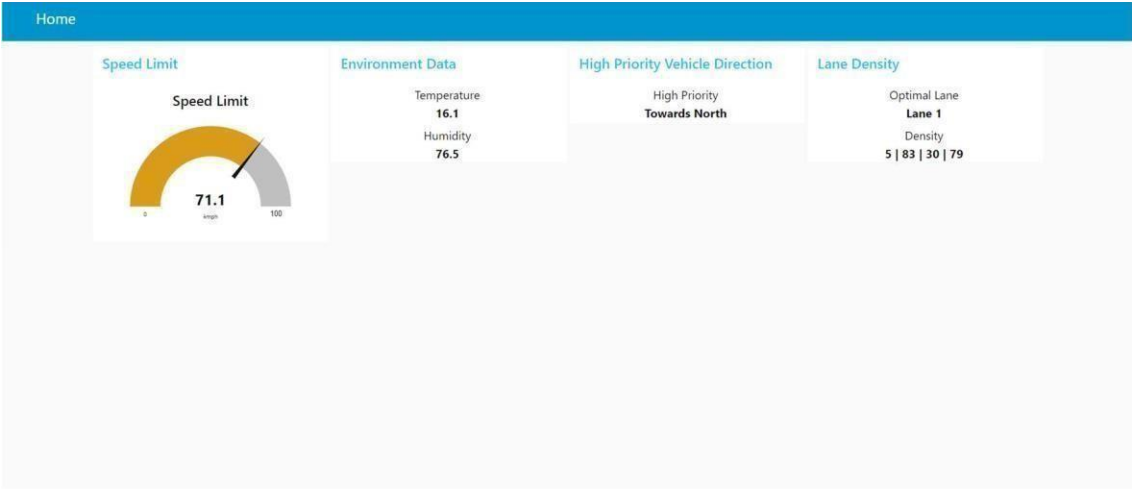 Home
Speed Limit
Speed Limit
71.1
kmph
0
100
Environment Data
Temperature
16.1
Humidity
76.5
High Priority Vehicle Direction
High Priority
Towards North
Lane Density
Optimal Lane
Lane 1
Density
5 | 83 | 30 | 79